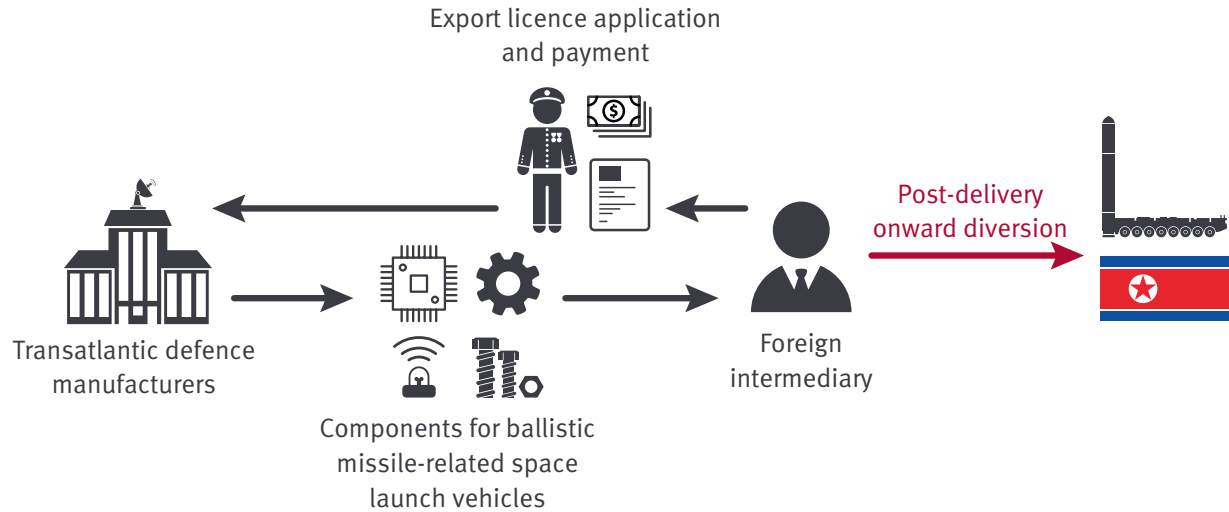 Export licence application
and payment
Post-delivery
onward diversion
Transatlantic defence
manufacturers
Foreign
intermediary
Components for ballistic
missile-related space
launch vehicles